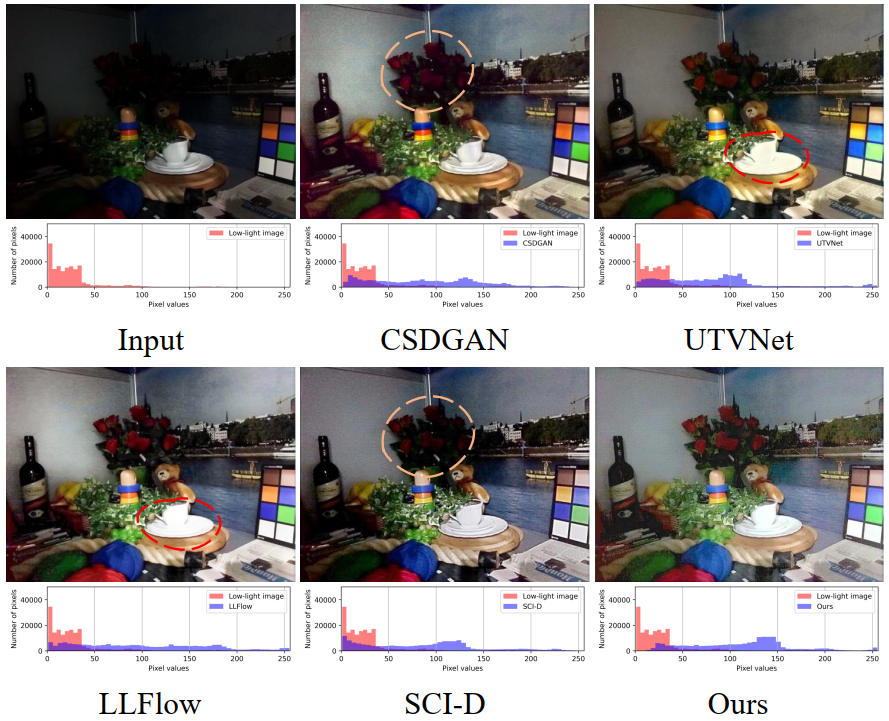 Number of pixels
40000
20000
0
Low-light image
0 50 100 150 200 250
Pixel values
Input
Number of pixels
40000
20000
0
Low-light image
CSDGAN
0 50 100 150 200 250
Pixel values
CSDGAN
Number of pixels
40000
20000
0
Low-light image
UTVNet
0 50 100 150 200 250
Pixel values
UTVNet
Number of pixels
40000
20000
0
Low-light image
LLFlow
0 50 100 150 200 250
Pixel values
LLFlow
Number of pixels
40000
20000
0
Low-light image
SCI-D
0 50 100 150 200 250
Pixel values
SCI-D
Number of pixels
40000
20000
0
Low-light image
Ours
0 50 100 150 200 250
Pixel values
Ours